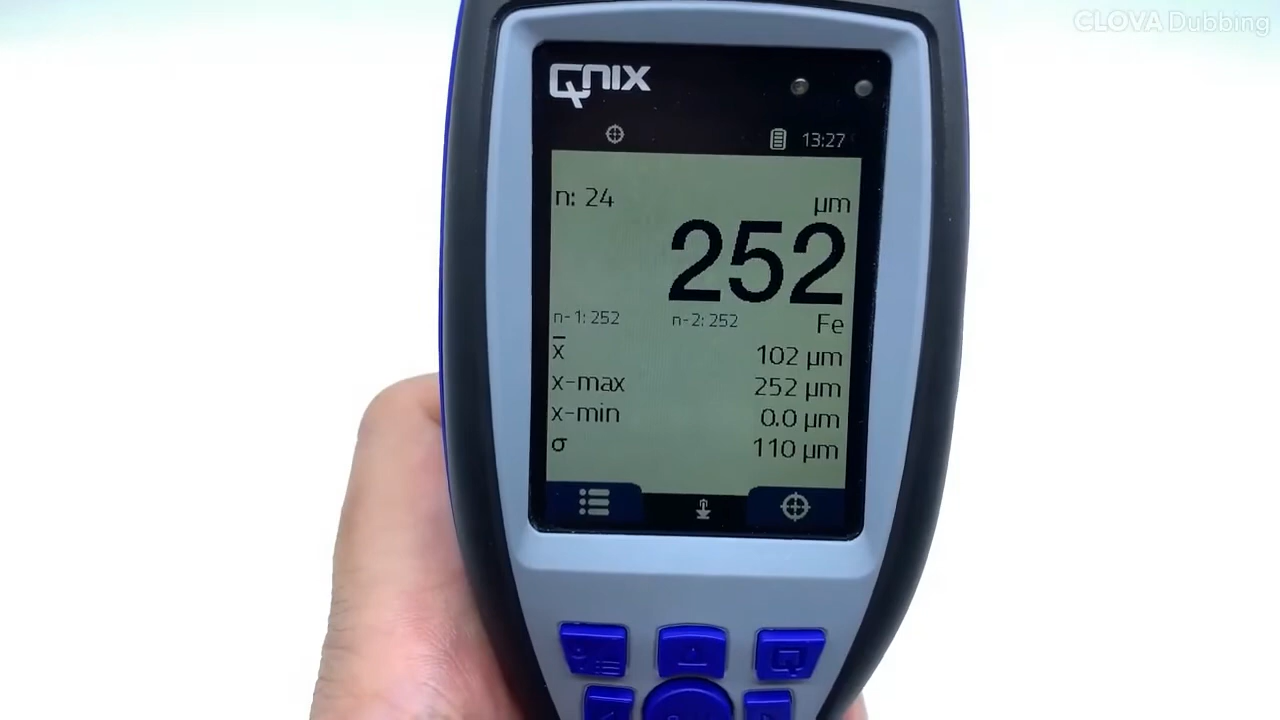 CLOVA Dubbing
QNIX
13:27
n: 24
µm
252
n-1: 252
n-2: 252
Fe
x̄
102 µm
x-max
252 µm
x-min
0.0 µm
σ
110 µm